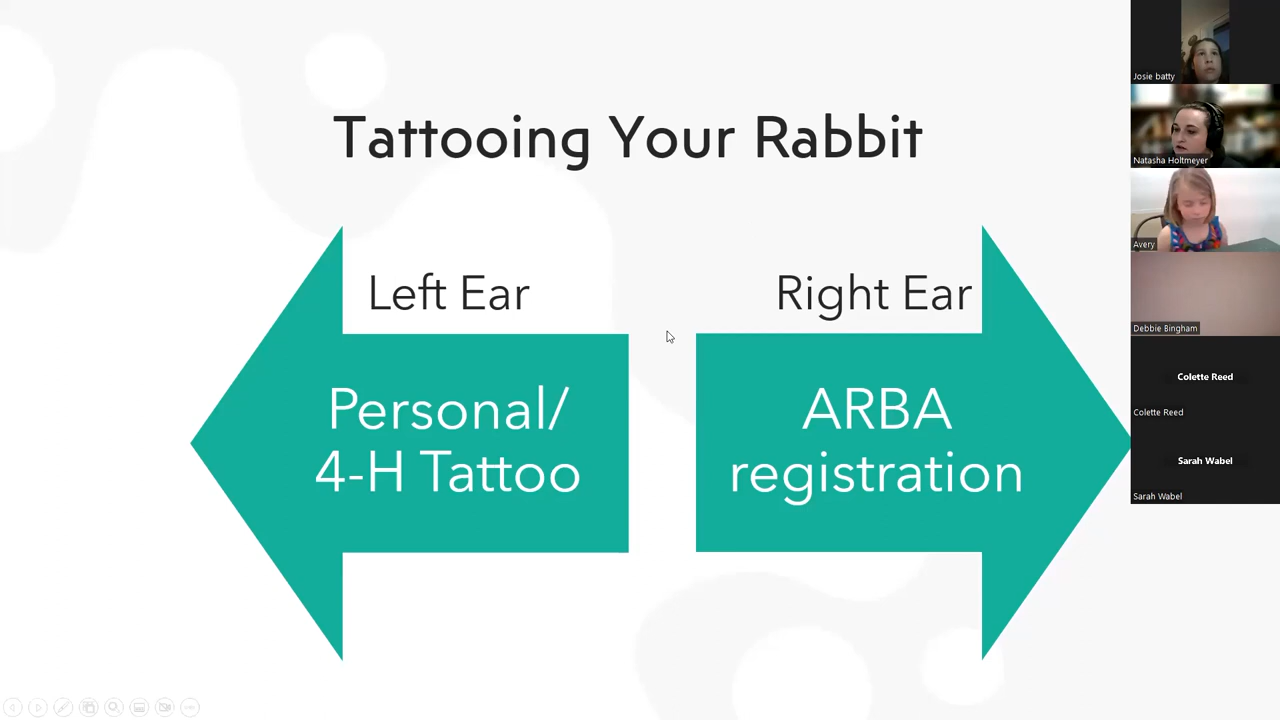 Tattooing Your Rabbit
Left Ear
Right Ear
Personal/
4-H Tattoo
ARBA
registration
Josie batty
Natasha Holtmeyer
Avery
Debbie Bingham
Colette Reed
Colette Reed
Sarah Wabel
Sarah Wabel